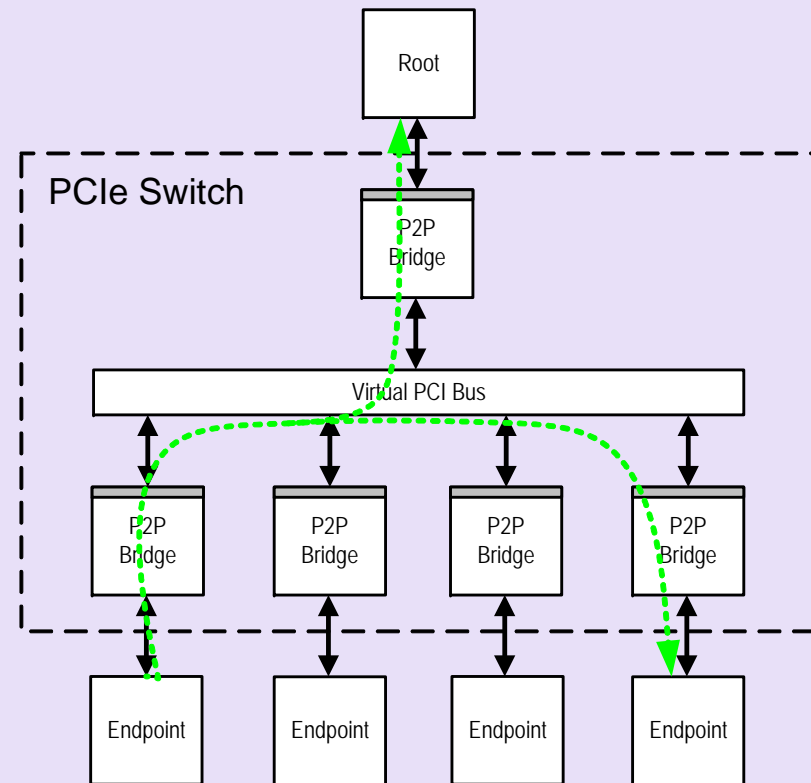 Root
PCIe Switch
P2P
Bridge
Virtual PCI Bus
P2P
Bridge
P2P
Bridge
P2P
Bridge
P2P
Bridge
Endpoint
Endpoint
Endpoint
Endpoint